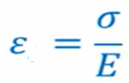 ε = σ/E